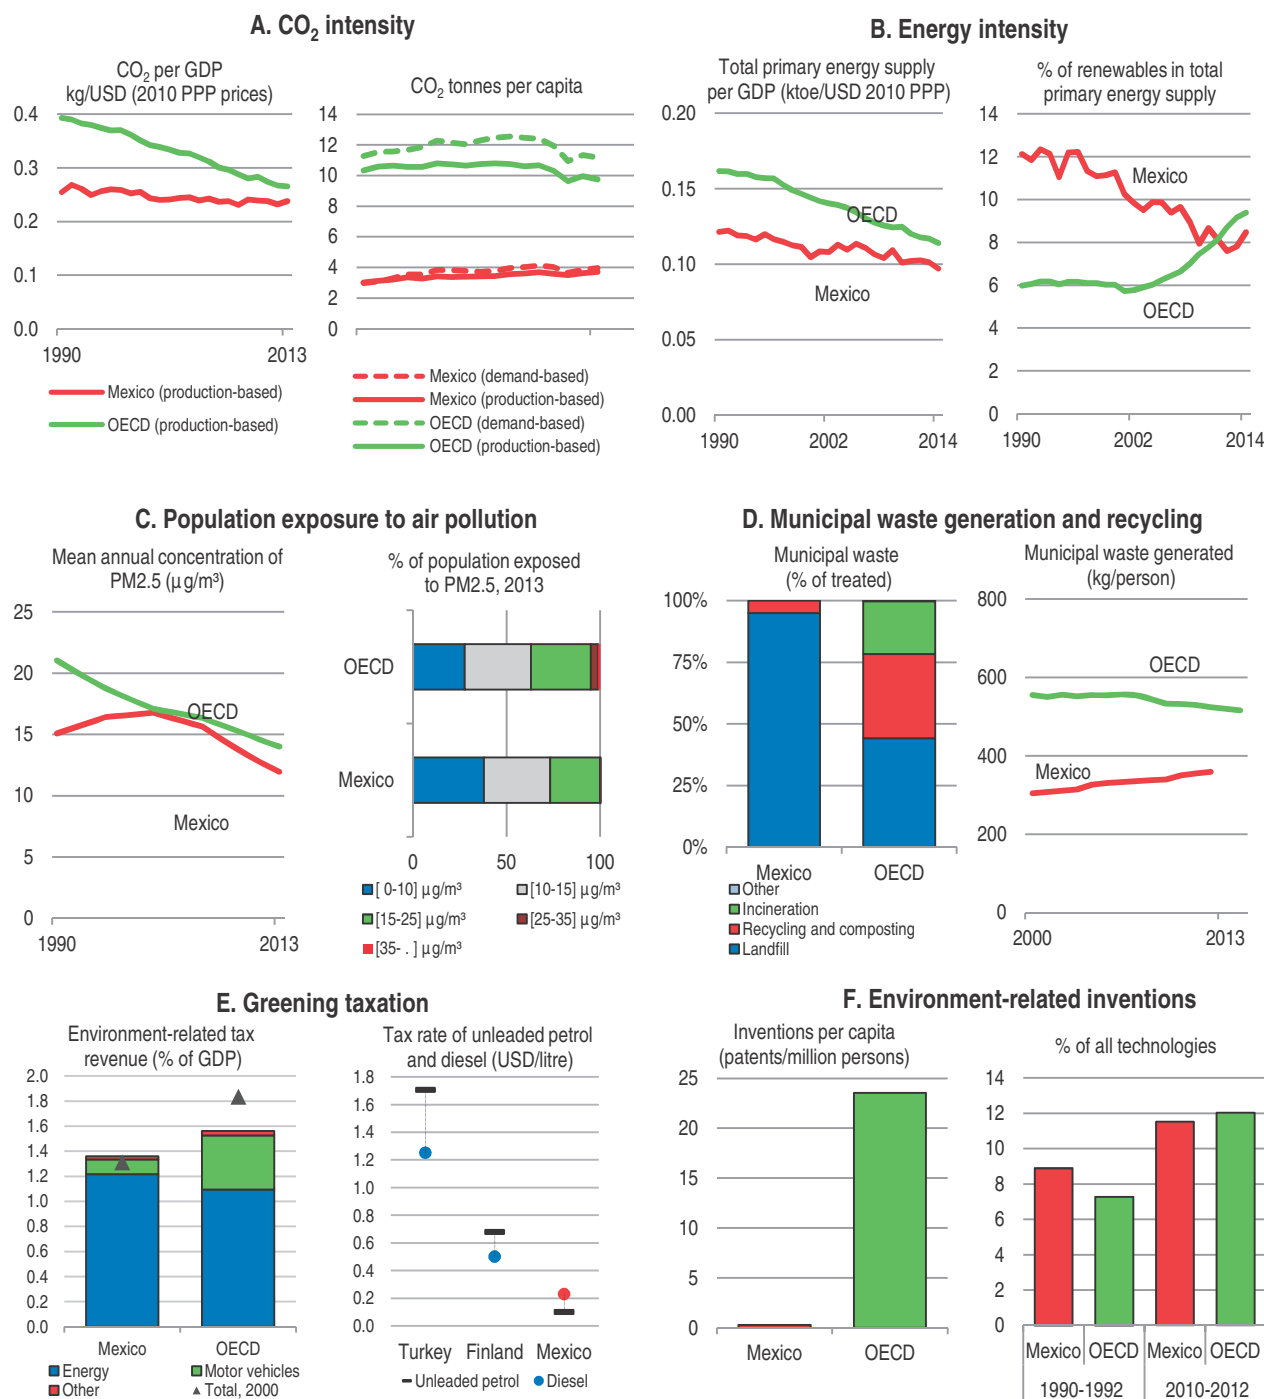 A. CO2 intensity
CO2 per GDP
kg/USD (2010 PPP prices)
0.4
0.3
0.2
0.1
0.0
1990
2013
Mexico (production-based)
OECD (production-based)
CO2 tonnes per capita
14
12
10
8
6
4
2
0
Mexico (demand-based)
Mexico (production-based)
OECD (demand-based)
OECD (production-based)
B. Energy intensity
Total primary energy supply
per GDP (ktoe/USD 2010 PPP)
0.20
0.15
0.10
0.05
0.00
OECD
Mexico
1990
2002
2014
% of renewables in total
primary energy supply
14
12
10
8
6
4
2
0
Mexico
OECD
1990
2002
2014
C. Population exposure to air pollution
Mean annual concentration of
PM2.5 (µg/m³)
25
20
15
10
5
0
OECD
Mexico
1990
2013
% of population exposed
to PM2.5, 2013
OECD
Mexico
0
50
100
[ 0-10] µg/m³
[10-15] µg/m³
[15-25] µg/m³
[25-35] µg/m³
[35- . ] µg/m³
D. Municipal waste generation and recycling
Municipal waste
(% of treated)
100%
75%
50%
25%
0%
Mexico
OECD
Other
Incineration
Recycling and composting
Landfill
Municipal waste generated
(kg/person)
800
600
400
200
0
OECD
Mexico
2000
2013
E. Greening taxation
Environment-related tax
revenue (% of GDP)
2.0
1.8
1.6
1.4
1.2
1.0
0.8
0.6
0.4
0.2
0.0
Mexico
OECD
Energy
Motor vehicles
Other
Total, 2000
Tax rate of unleaded petrol
and diesel (USD/litre)
1.8
1.6
1.4
1.2
1.0
0.8
0.6
0.4
0.2
0.0
Turkey
Finland
Mexico
Unleaded petrol
Diesel
F. Environment-related inventions
Inventions per capita
(patents/million persons)
25
20
15
10
5
0
Mexico
OECD
% of all technologies
14
12
10
8
6
4
2
0
Mexico
OECD
Mexico
OECD
1990-1992
2010-2012